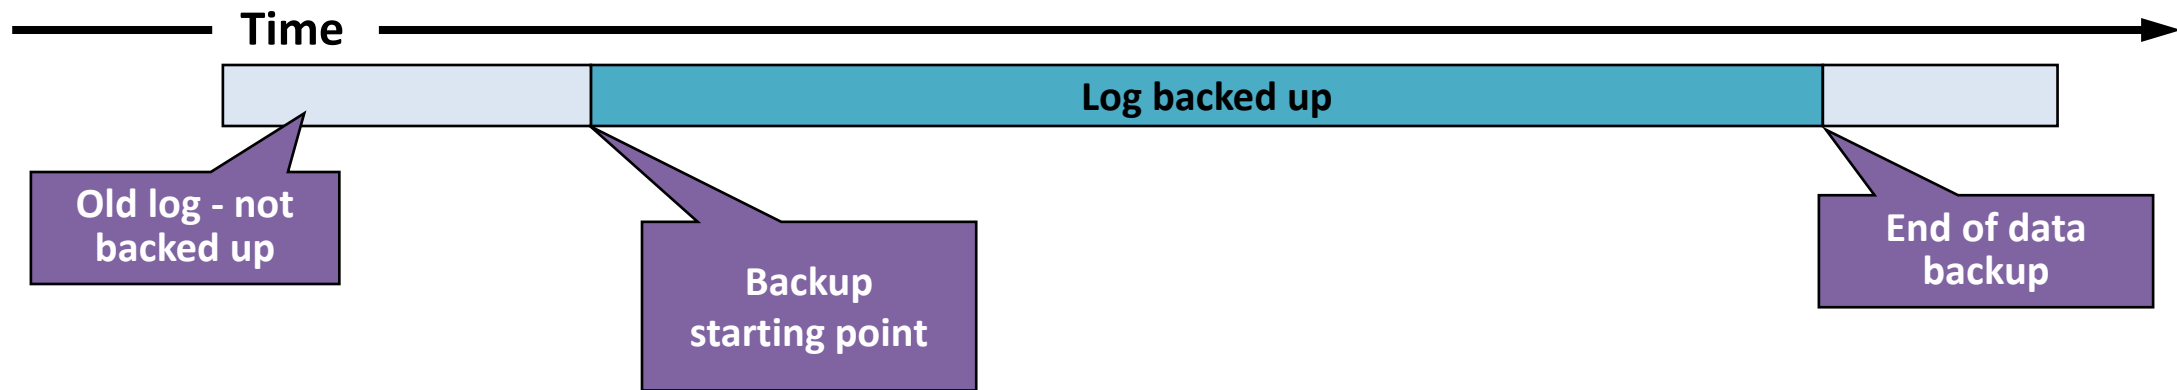 Time
Log backed up
Old log - not
backed up
Backup
starting point
End of data
backup